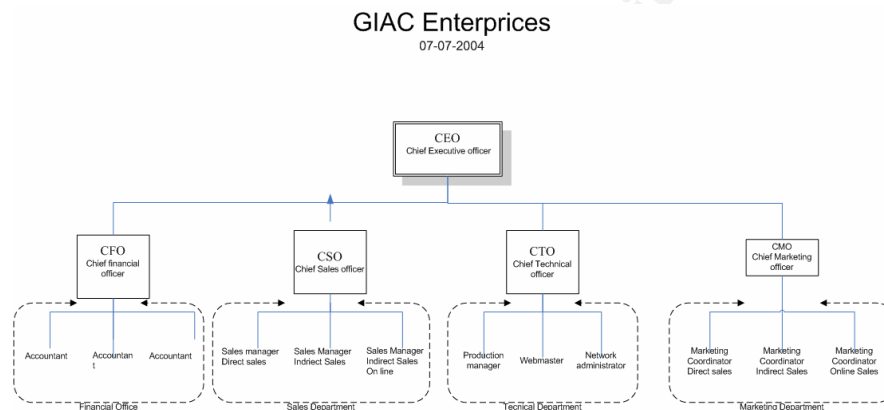 GIAC Enterprices
07-07-2004
CEO
Chief Executive officer
CFO
Chief financial
officer
CSO
Chief Sales officer
CTO
Chief Technical
officer
CMO
Chief Marketing
officer
Accountant
Accountan
t
Accountant
Sales manager
Direct sales
Sales Manager
Indirect Sales
Sales Manager
Indirect Sales
On line
Production
manager
Webmaster
Network
administrator
Marketing
Coordinator
Direct sales
Marketing
Coordinator
Indirect Sales
Marketing
Coordinator
Online Sales
Financial Office
Sales Department
Tecnical Department
Marketing Department